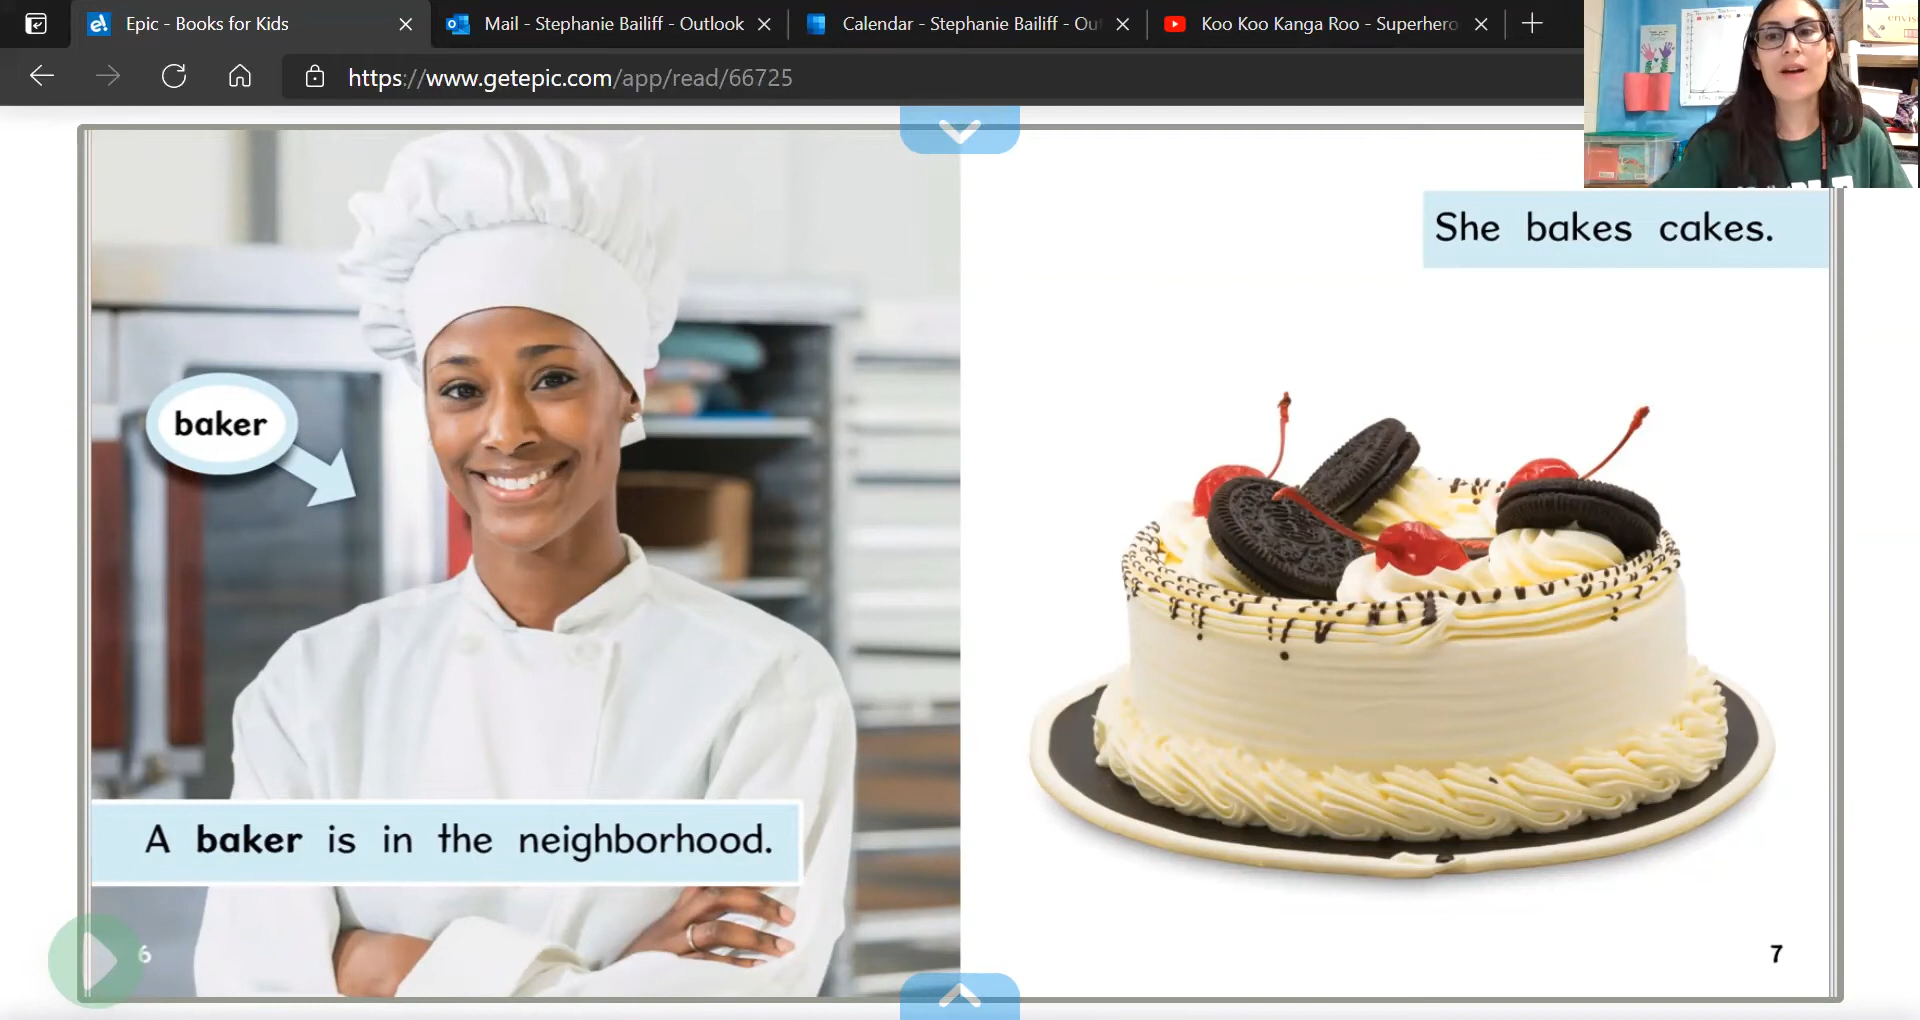 Epic - Books for Kids
Mail - Stephanie Bailiff - Outlook
Calendar - Stephanie Bailiff - Ou
Koo Koo Kanga Roo - Superhero
https://www.getepic.com/app/read/66725
She bakes cakes.
baker
A baker is in the neighborhood.
6
7